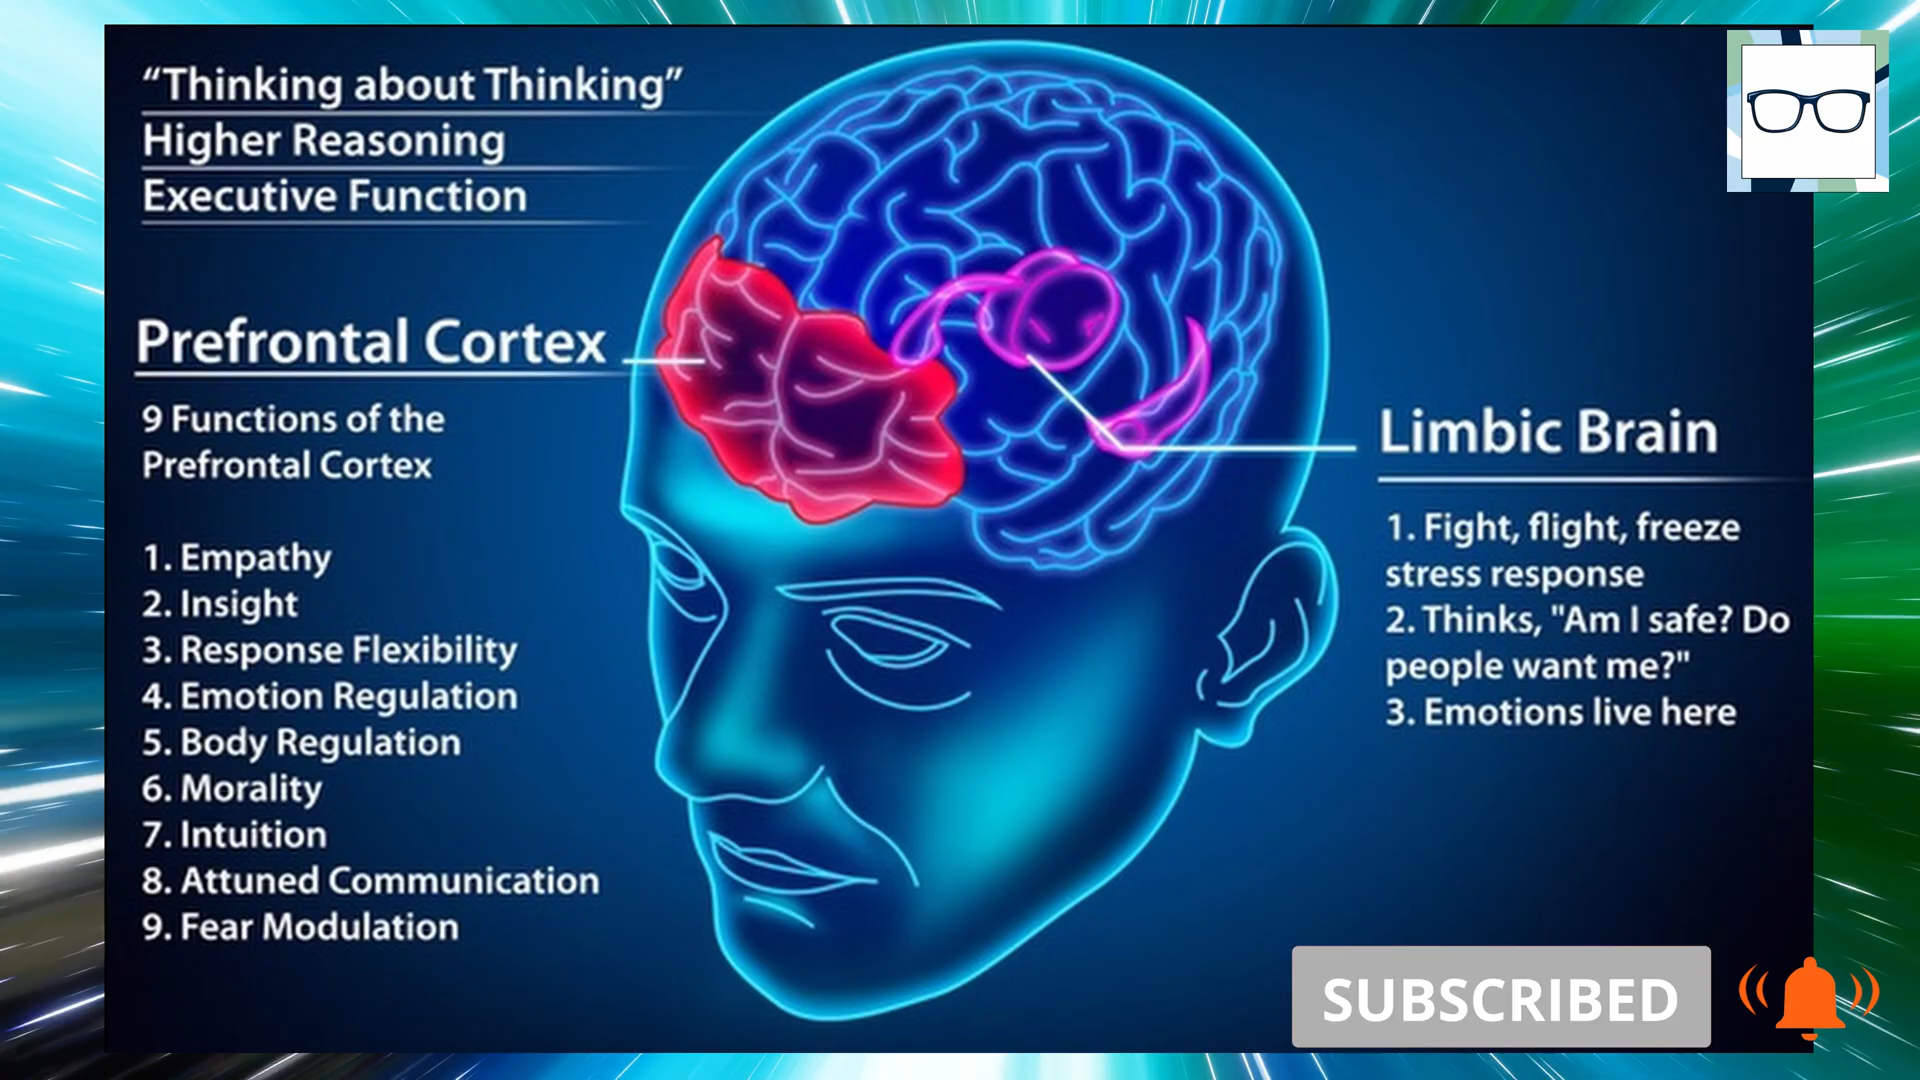 “Thinking about Thinking”
Higher Reasoning
Executive Function
Prefrontal Cortex
9 Functions of the
Prefrontal Cortex
1. Empathy
2. Insight
3. Response Flexibility
4. Emotion Regulation
5. Body Regulation
6. Morality
7. Intuition
8. Attuned Communication
9. Fear Modulation
Limbic Brain
1. Fight, flight, freeze
stress response
2. Thinks, "Am I safe? Do
people want me?"
3. Emotions live here
SUBSCRIBED